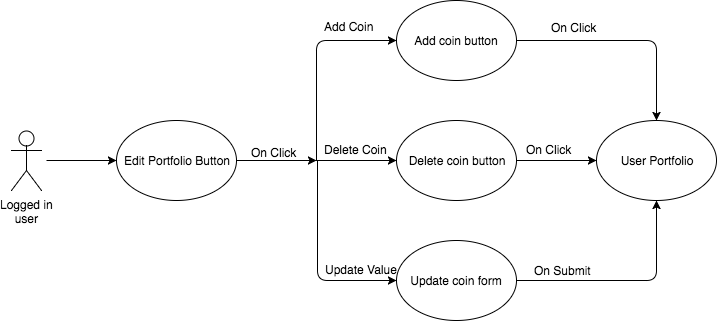 Add Coin
Add coin button
On Click
Logged in
user
Edit Portfolio Button
On Click
Delete Coin
Delete coin button
On Click
User Portfolio
Update Value
Update coin form
On Submit